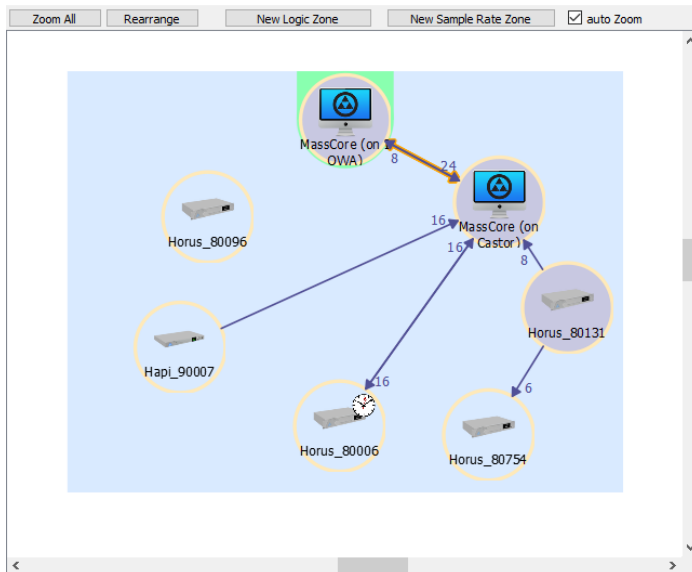 Zoom All
Rearrange
New Logic Zone
New Sample Rate Zone
auto Zoom
MassCore (on
OWA)
8
24
MassCore (on
Castor)
Horus_80096
16
16
8
Hapi_90007
Horus_80131
16
6
Horus_80006
Horus_80754